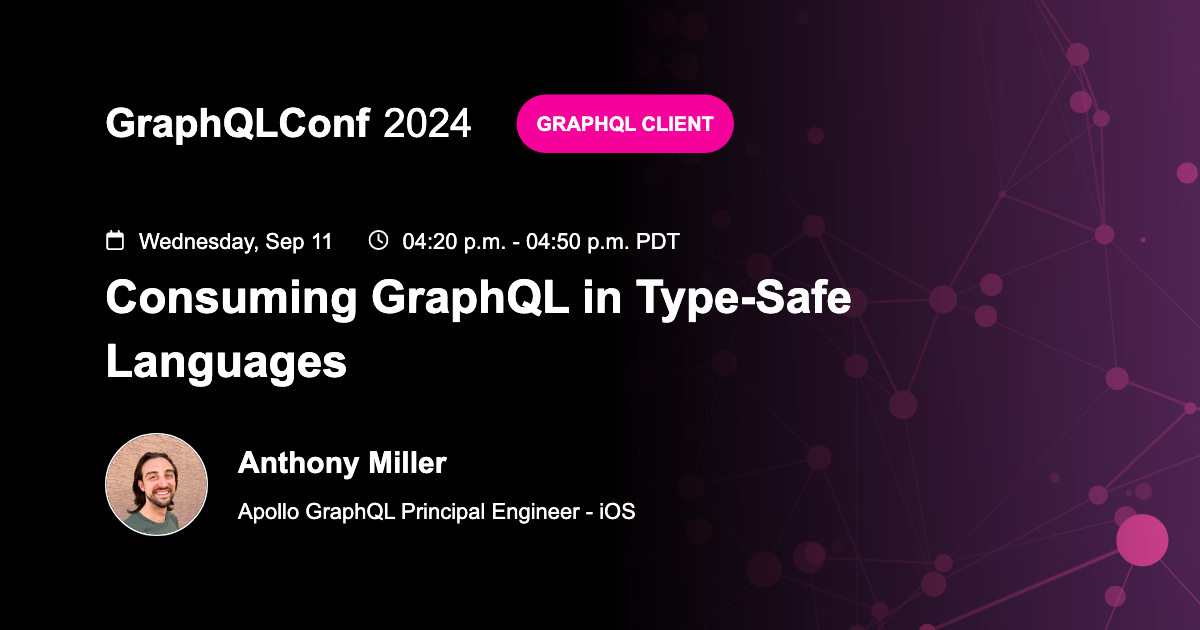 GraphQLConf 2024
GRAPHQL CLIENT
Wednesday, Sep 11
04:20 p.m. - 04:50 p.m. PDT
Consuming GraphQL in Type-Safe
Languages
Anthony Miller
Apollo GraphQL Principal Engineer - iOS